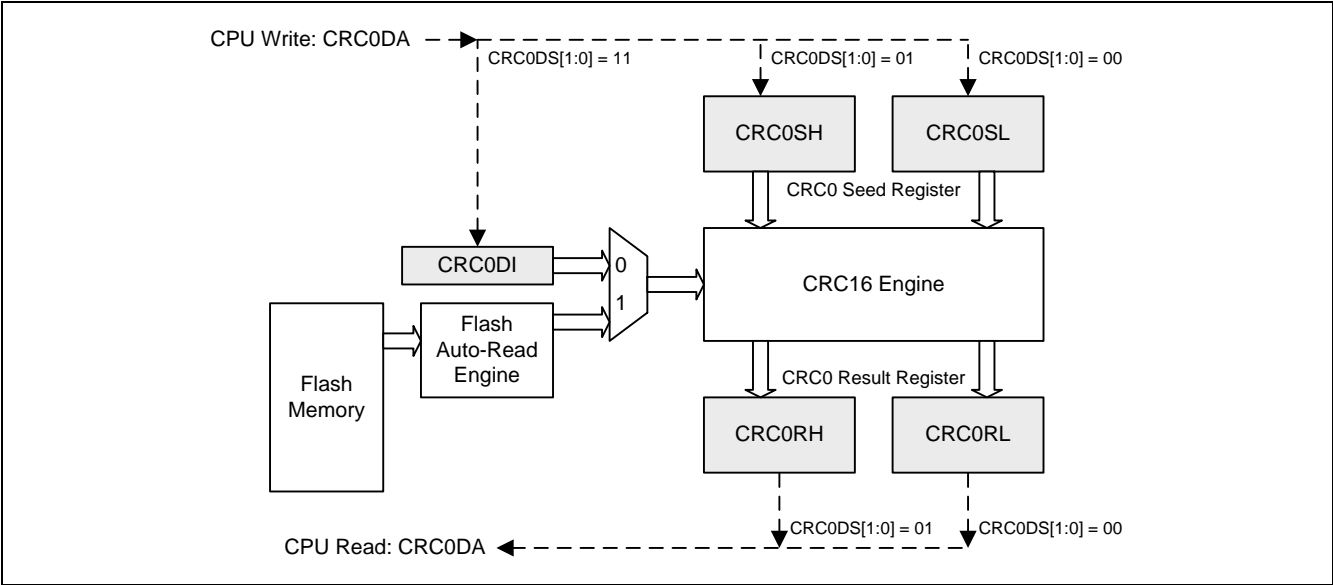 CPU Write: CRC0DA
CRC0DS[1:0] = 11
CRC0DS[1:0] = 01
CRC0DS[1:0] = 00
CRC0SH
CRC0SL
CRC0 Seed Register
CRC0DI
0
1
CRC16 Engine
Flash
Auto-Read
Engine
Flash
Memory
CRC0 Result Register
CRC0RH
CRC0RL
CRC0DS[1:0] = 01
CRC0DS[1:0] = 00
CPU Read: CRC0DA